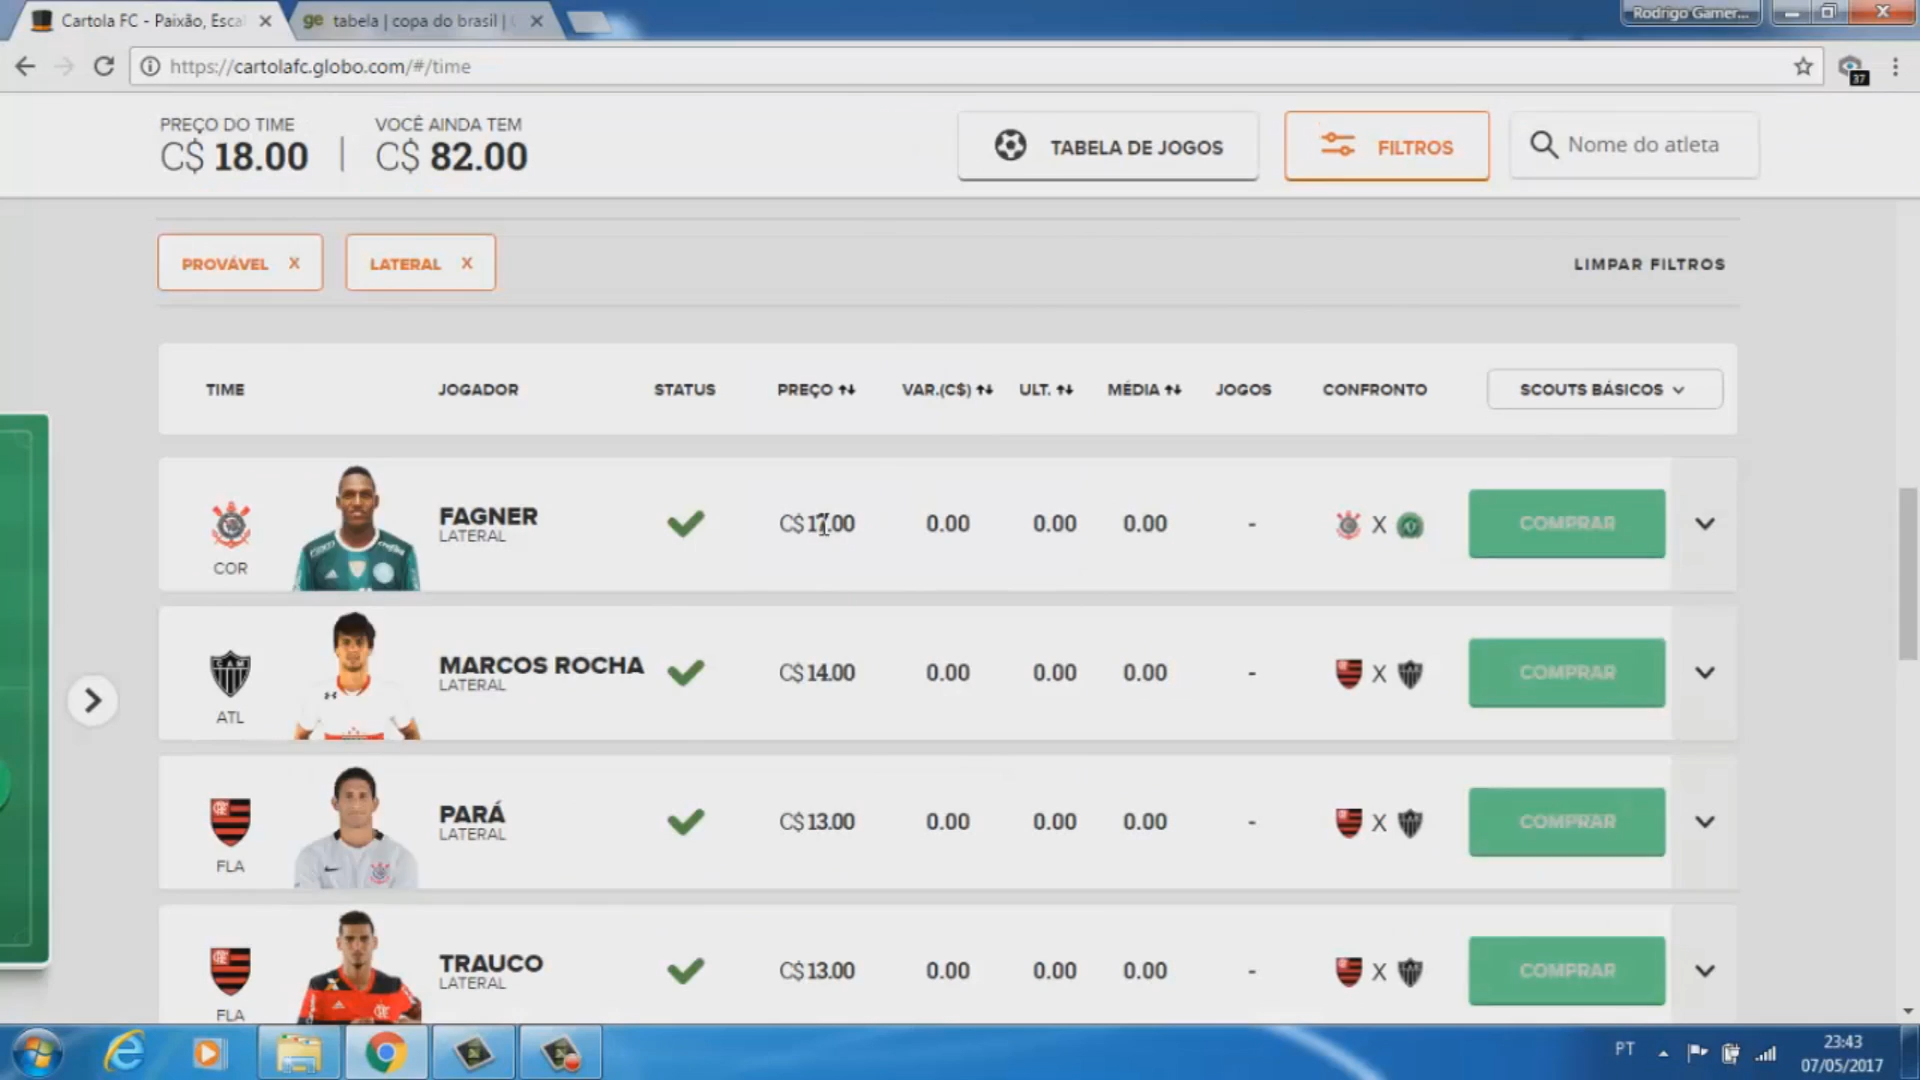 Cartola FC - Paixão, Esca
tabela | copa do brasil |
Rodrigo Gamer...
https://cartolafc.globo.com/#/time
37
PREÇO DO TIME
C$ 18.00
VOCÊ AINDA TEM
C$ 82.00
TABELA DE JOGOS
FILTROS
Nome do atleta
PROVÁVEL X
LATERAL X
LIMPAR FILTROS
TIME JOGADOR STATUS PREÇO VAR.(C$) ULT. MÉDIA JOGOS CONFRONTO SCOUTS BÁSICOS
COR
FAGNER
LATERAL
C$ 17.00 0.00 0.00 0.00 - X COMPRAR
ATL
MARCOS ROCHA
LATERAL
C$ 14.00 0.00 0.00 0.00 - X COMPRAR
FLA
PARÁ
LATERAL
C$ 13.00 0.00 0.00 0.00 - X COMPRAR
FLA
TRAUCO
LATERAL
C$ 13.00 0.00 0.00 0.00 - X COMPRAR
PT
23:43
07/05/2017